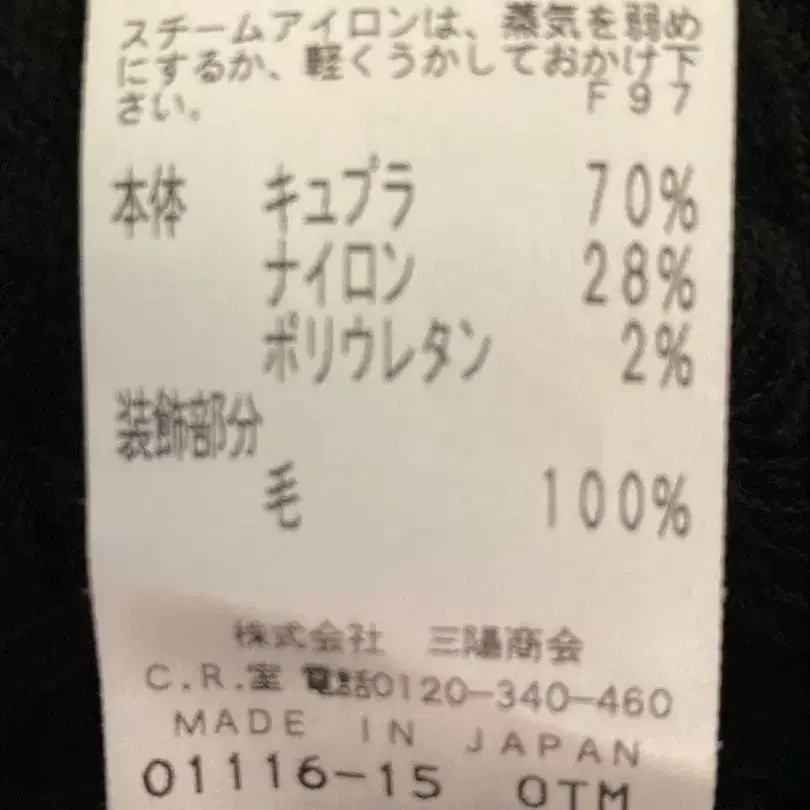 スチームアイロンは、蒸気を弱め
にするか、軽くうかしておかけ下
さい。 F97
本体 キュプラ 70%
ナイロン 28%
ポリウレタン 2%
装飾部分
毛 100%
株式会社 三陽商会
C.R.室 電話0120-340-460
MADE IN JAPAN
01116-15 OTM